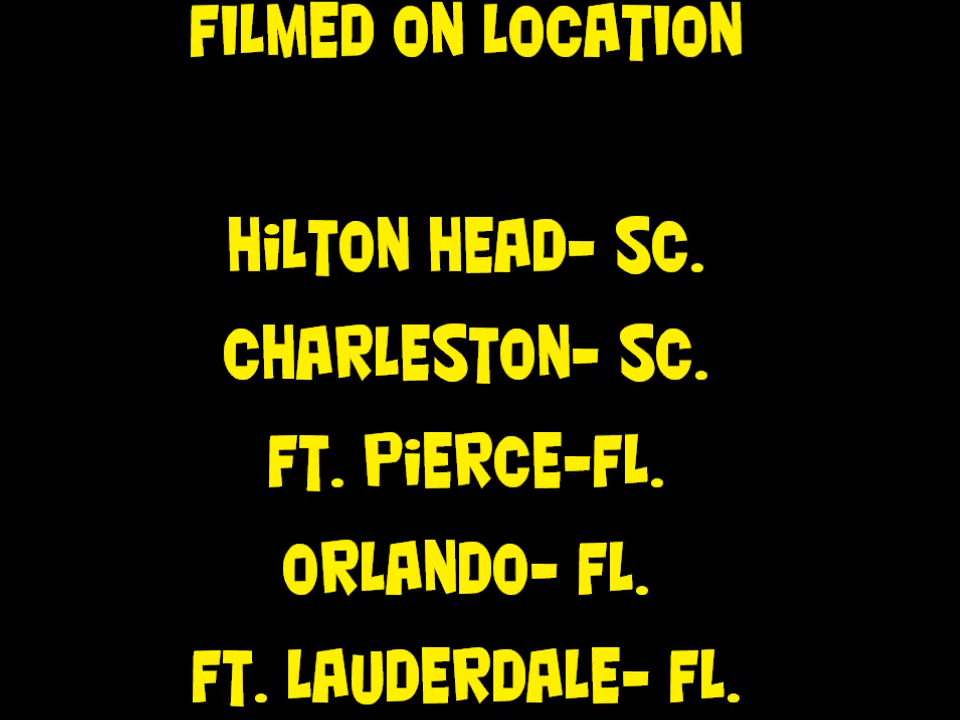 FILMED ON LOCATION
HiLTON HEAD- SC.
CHARLESTON- SC.
FT. PiERCE-FL.
ORLANDO- FL.
FT. LAUDERDALE- FL.